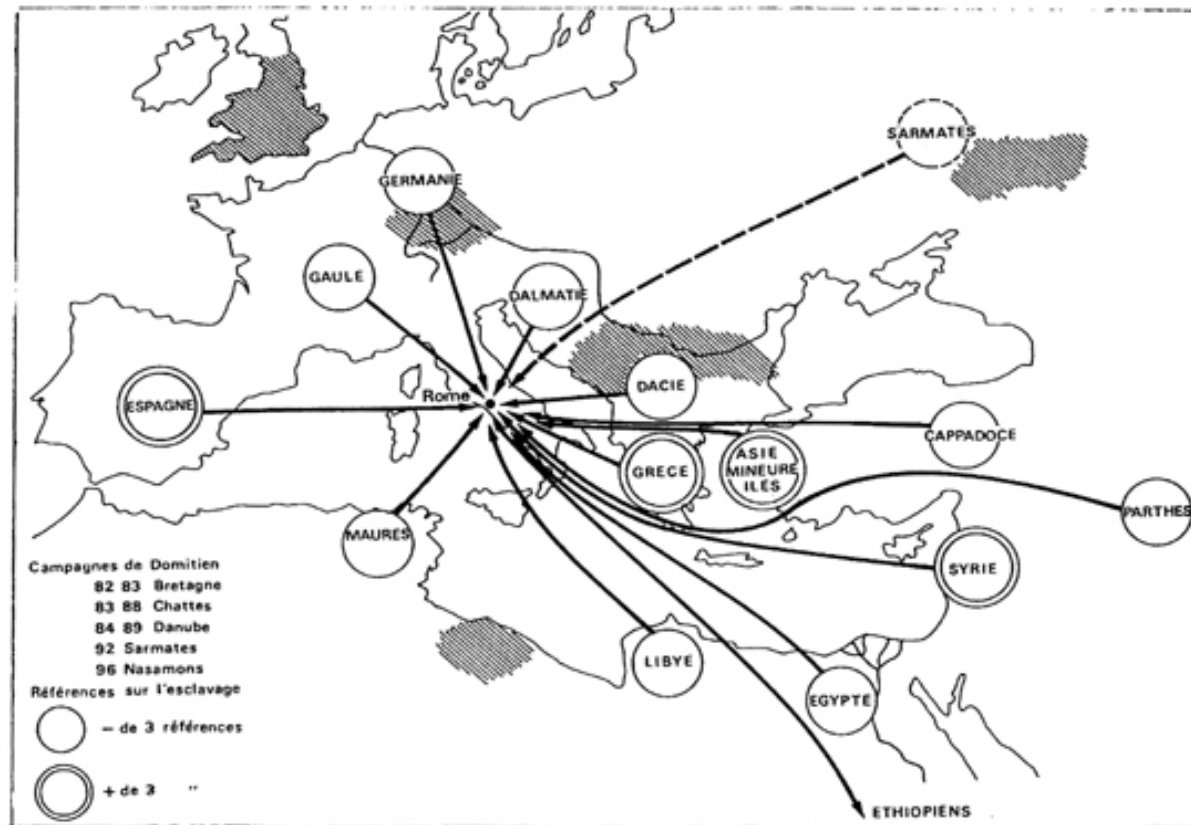 SARMATES
GERMANIE
GAULE
DALMATIE
DACIE
Rome
ESPAGNE
CAPPADOCE
GRÈCE
ASIE
MINEURE
ILÉS
PARTHES
MAURES
SYRIE
LIBYE
EGYPTE
ETHIOPIENS
Campagnes de Domitien
82 83 Bretagne
83 88 Chattes
84 89 Danube
92 Sarmates
96 Nasamons
Références sur l'esclavage
− de 3 références
+ de 3 "